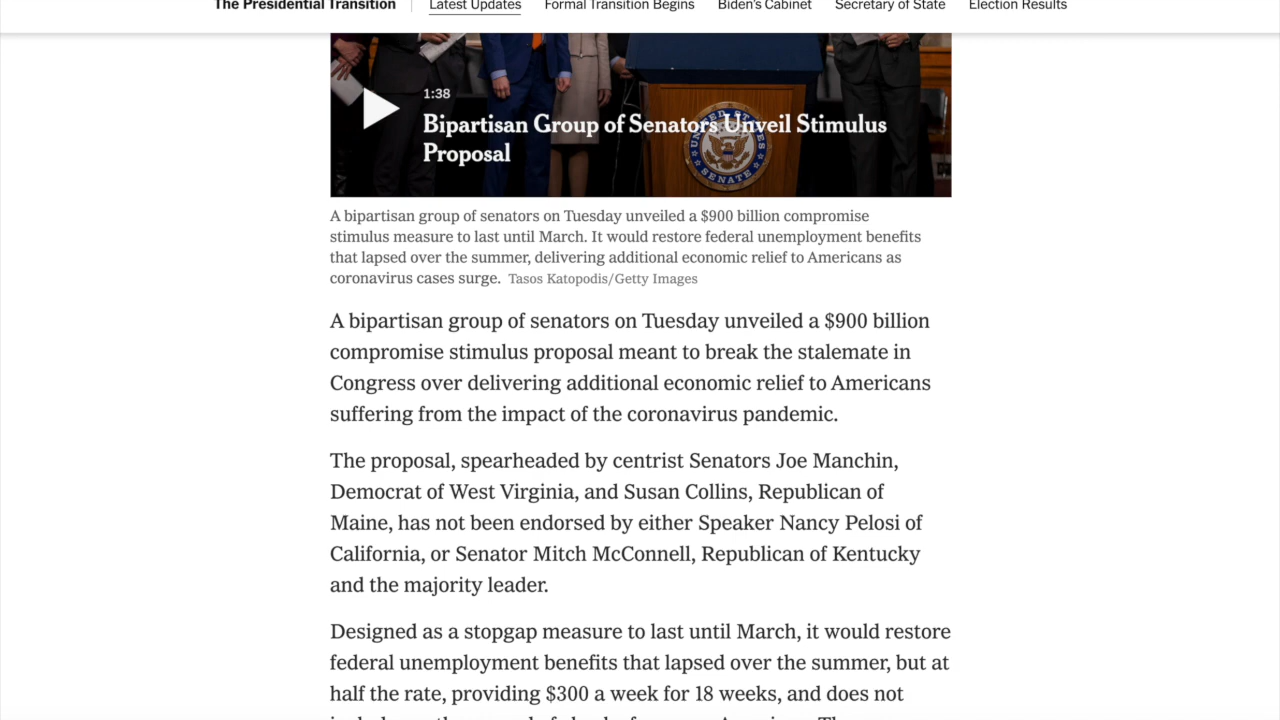 The Presidential Transition
Latest Updates
Formal Transition Begins
Biden's Cabinet
Secretary of State
Election Results
1:38
Bipartisan Group of Senators Unveil Stimulus
Proposal
UNITED STATES
SENATE
A bipartisan group of senators on Tuesday unveiled a $900 billion compromise
stimulus measure to last until March. It would restore federal unemployment benefits
that lapsed over the summer, delivering additional economic relief to Americans as
coronavirus cases surge. Tasos Katopodis/Getty Images
A bipartisan group of senators on Tuesday unveiled a $900 billion
compromise stimulus proposal meant to break the stalemate in
Congress over delivering additional economic relief to Americans
suffering from the impact of the coronavirus pandemic.
The proposal, spearheaded by centrist Senators Joe Manchin,
Democrat of West Virginia, and Susan Collins, Republican of
Maine, has not been endorsed by either Speaker Nancy Pelosi of
California, or Senator Mitch McConnell, Republican of Kentucky
and the majority leader.
Designed as a stopgap measure to last until March, it would restore
federal unemployment benefits that lapsed over the summer, but at
half the rate, providing $300 a week for 18 weeks, and does not